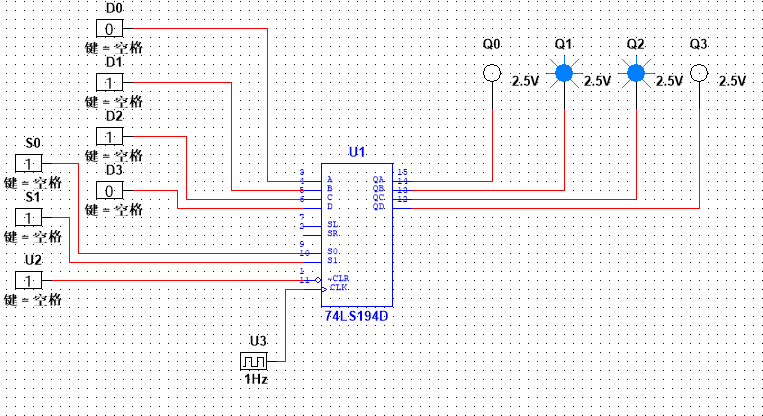 D0
0
键 = 空格
D1
1
键 = 空格
D2
1
键 = 空格
D3
0
键 = 空格
S0
1
键 = 空格
S1
1
键 = 空格
U2
1
键 = 空格
U1
3
4
5
6
7
2
9
10
1
11
A
B
C
D
SL
SR
S0
S1
~CLR
CLK
QA
QB
QC
QD
15
14
13
12
74LS194D
U3
1Hz
Q0
2.5V
Q1
2.5V
Q2
2.5V
Q3
2.5V